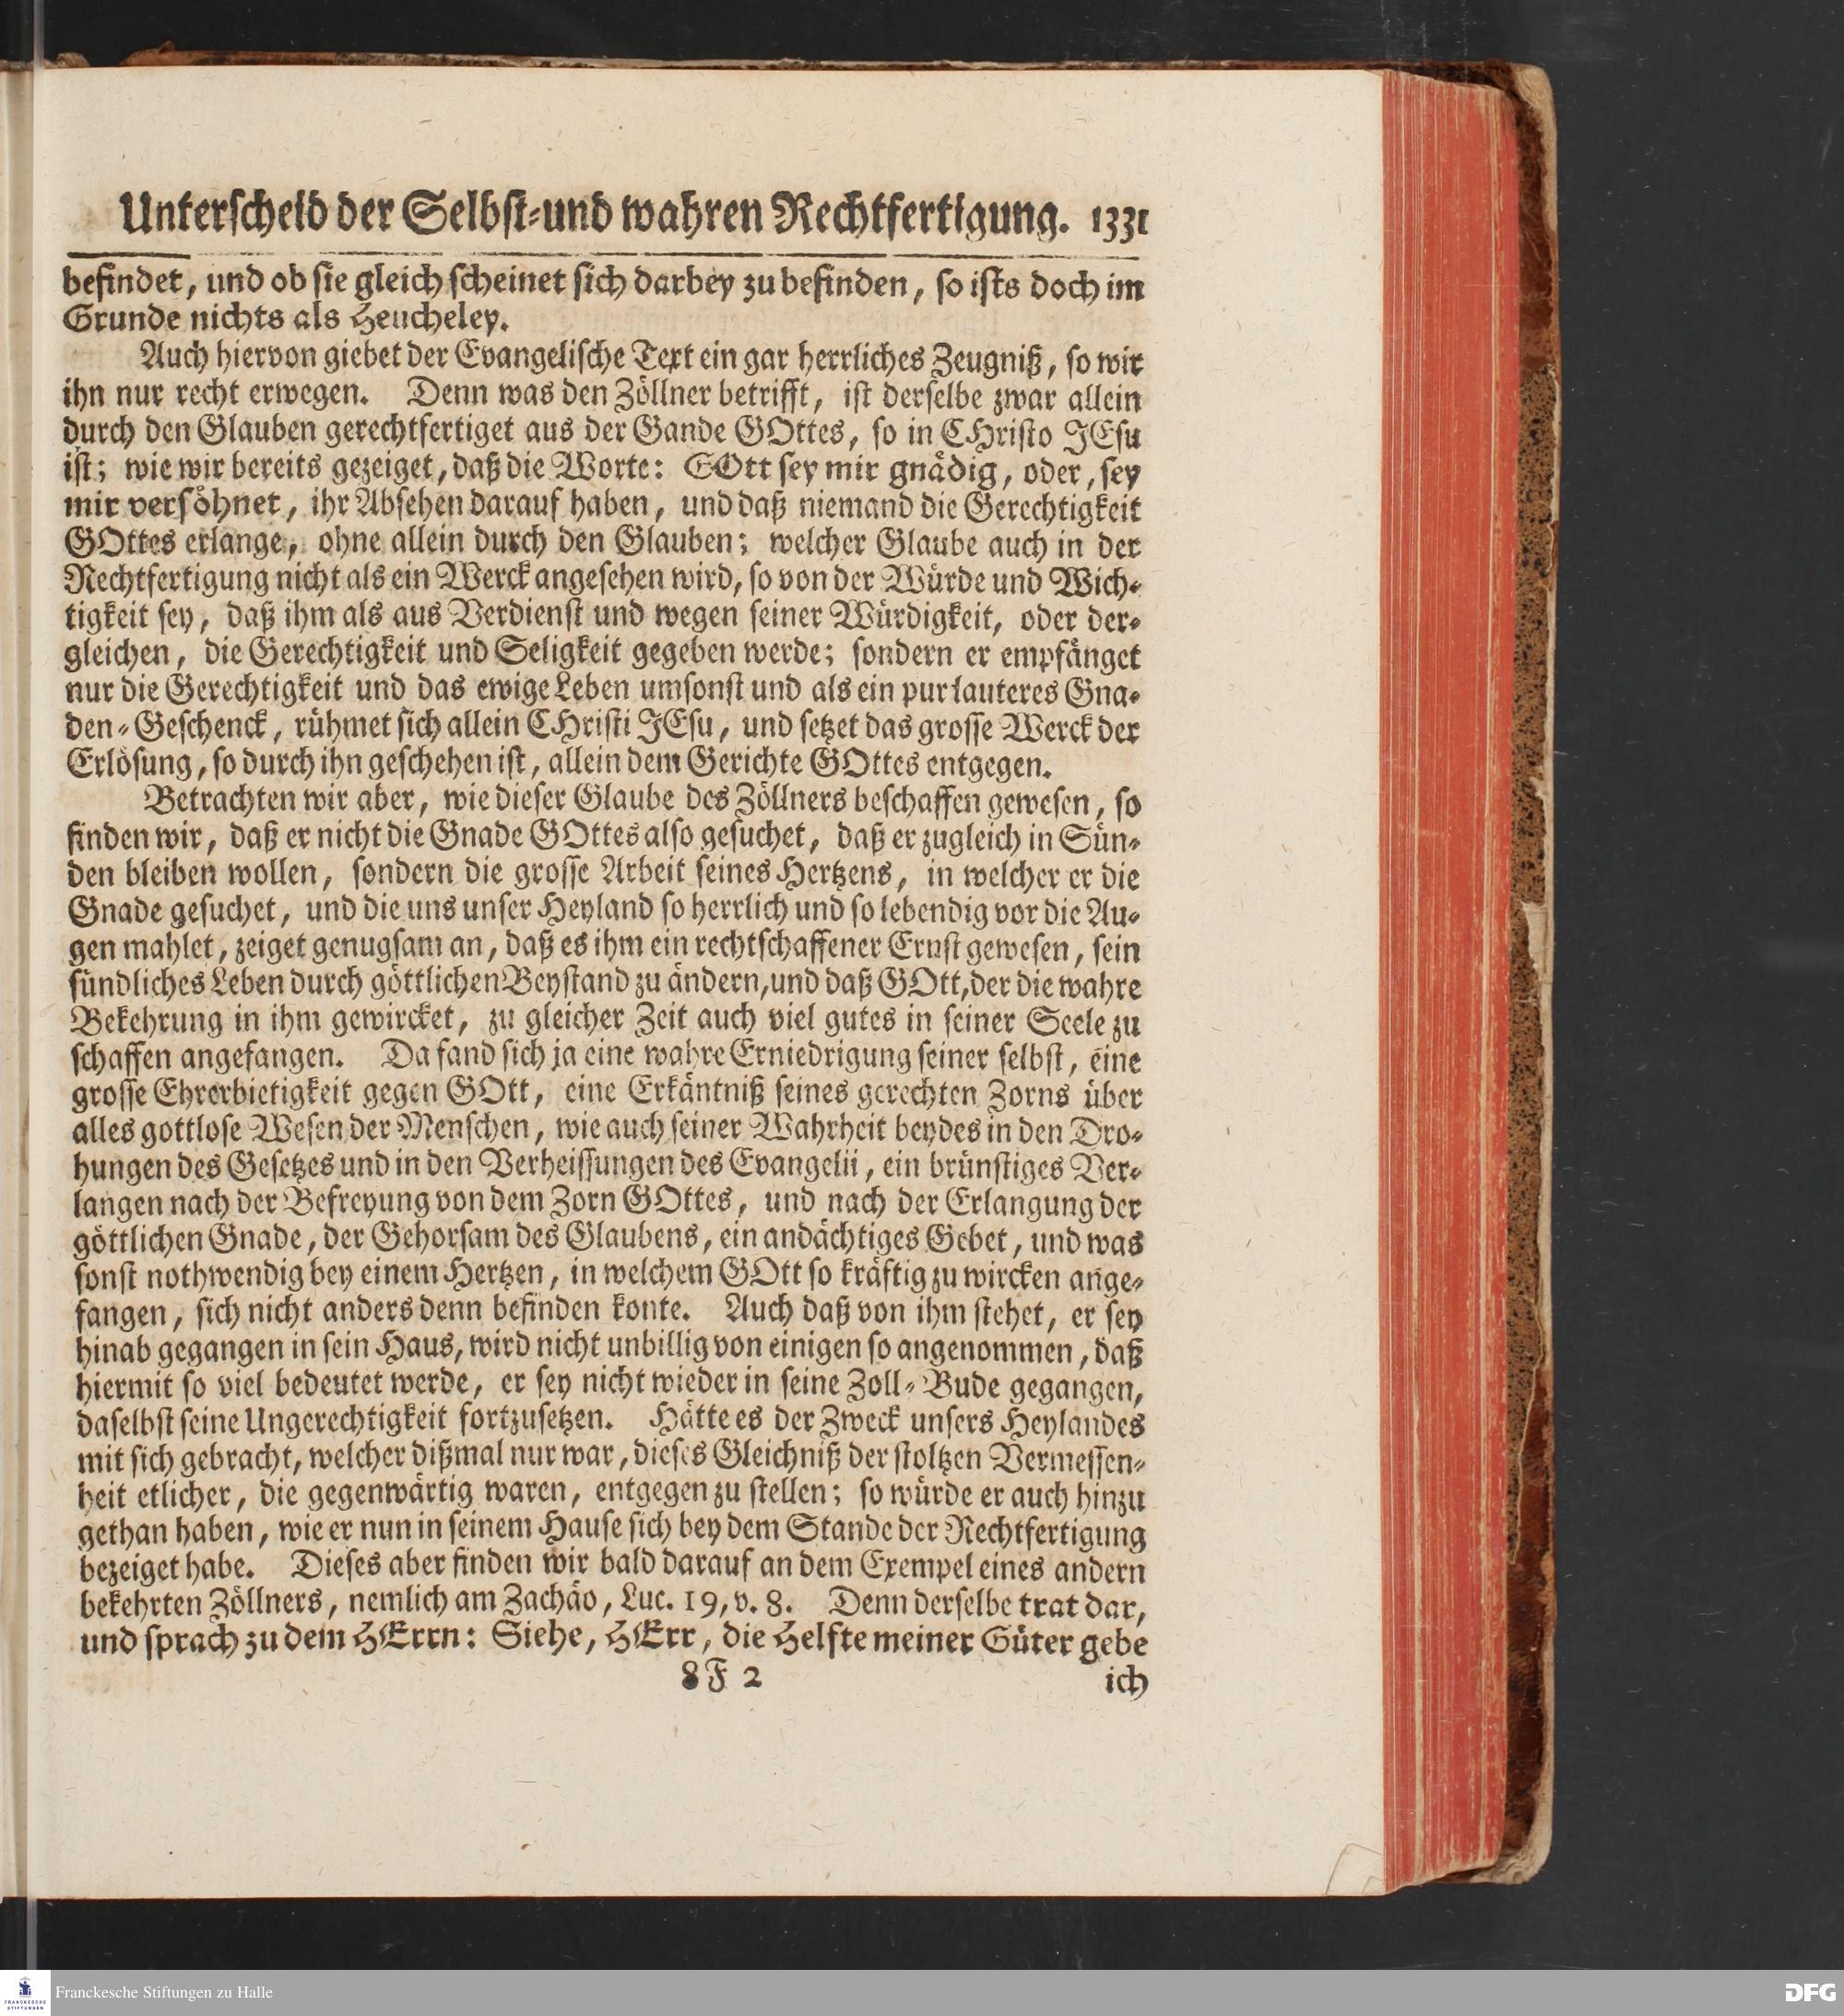 Unterscheid der Selbst-und wahren Rechtfertigung. 1331
befindet, und ob sie gleich scheinet sich darbey zu befinden, so ists doch im
Grunde nichts als Heucheley.
Auch hiervon giebet der Evangelische Text ein gar herrliches Zeugniß, so wir
ihn nur recht erwegen. Denn was den Zöllner betrifft, ist derselbe zwar allein
durch den Glauben gerechtfertiget aus der Gande GOttes, so in CHristo JEsu
ist; wie wir bereits gezeiget, daß die Worte: GOtt sey mir gnädig, oder, sey
mir versöhnet, ihr Absehen darauf haben, und daß niemand die Gerechtigkeit
GOttes erlange, ohne allein durch den Glauben; welcher Glaube auch in der
Rechtfertigung nicht als ein Werck angesehen wird, so von der Würde und Wich-
tigkeit sey, daß ihm als aus Verdienst und wegen seiner Würdigkeit, oder der-
gleichen, die Gerechtigkeit und Seligkeit gegeben werde; sondern er empfänget
nur die Gerechtigkeit und das ewige Leben umsonst und als ein pur lauteres Gna-
den-Geschenck, rühmet sich allein CHristi JEsu, und setzet das grosse Werck der
Erlösung, so durch ihn geschehen ist, allein dem Gerichte GOttes entgegen.
Betrachten wir aber, wie dieser Glaube des Zöllners beschaffen gewesen, so
finden wir, daß er nicht die Gnade GOttes also gesuchet, daß er zugleich in Sün-
den bleiben wollen, sondern die grosse Arbeit seines Hertzens, in welcher er die
Gnade gesuchet, und die uns unser Heyland so herrlich und so lebendig vor die Au-
gen mahlet, zeiget genugsam an, daß es ihm ein rechtschaffener Ernst gewesen, sein
sündliches Leben durch göttlichen Beystand zu ändern, und daß GOtt, der die wahre
Bekehrung in ihm gewircket, zu gleicher Zeit auch viel gutes in seiner Seele zu
schaffen angefangen. Da fand sich ja eine wahre Erniedrigung seiner selbst, eine
grosse Ehrerbietigkeit gegen GOtt, eine Erkäntniß seines gerechten Zorns über
alles gottlose Wesen der Menschen, wie auch seiner Wahrheit beydes in den Dro-
hungen des Gesetzes und in den Verheissungen des Evangelii, ein brünstiges Ver-
langen nach der Befreyung von dem Zorn GOttes, und nach der Erlangung der
göttlichen Gnade, der Gehorsam des Glaubens, ein andächtiges Gebet, und was
sonst nothwendig bey einem Hertzen, in welchem GOtt so kräftig zu wircken ange-
fangen, sich nicht anders denn befinden konte. Auch daß von ihm stehet, er sey
hinab gegangen in sein Haus, wird nicht unbillig von einigen so angenommen, daß
hiermit so viel bedeutet werde, er sey nicht wieder in seine Zoll-Bude gegangen,
daselbst seine Ungerechtigkeit fortzusetzen. Hätte es der Zweck unsers Heylandes
mit sich gebracht, welcher dißmal nur war, dieses Gleichniß der stoltzen Vermessen-
heit etlicher, die gegenwärtig waren, entgegen zu stellen; so würde er auch hinzu
gethan haben, wie er nun in seinem Hause sich bey dem Stande der Rechtfertigung
bezeiget habe. Dieses aber finden wir bald darauf an dem Exempel eines andern
bekehrten Zöllners, nemlich am Zachäo, Luc. 19, v. 8. Denn derselbe trat dar,
und sprach zu dem HErrn: Siehe, HErr, die Helfte meiner Güter gebe
8F 2 ich
FRANCKESCHE STIFTUNGEN
Franckesche Stiftungen zu Halle
DFG